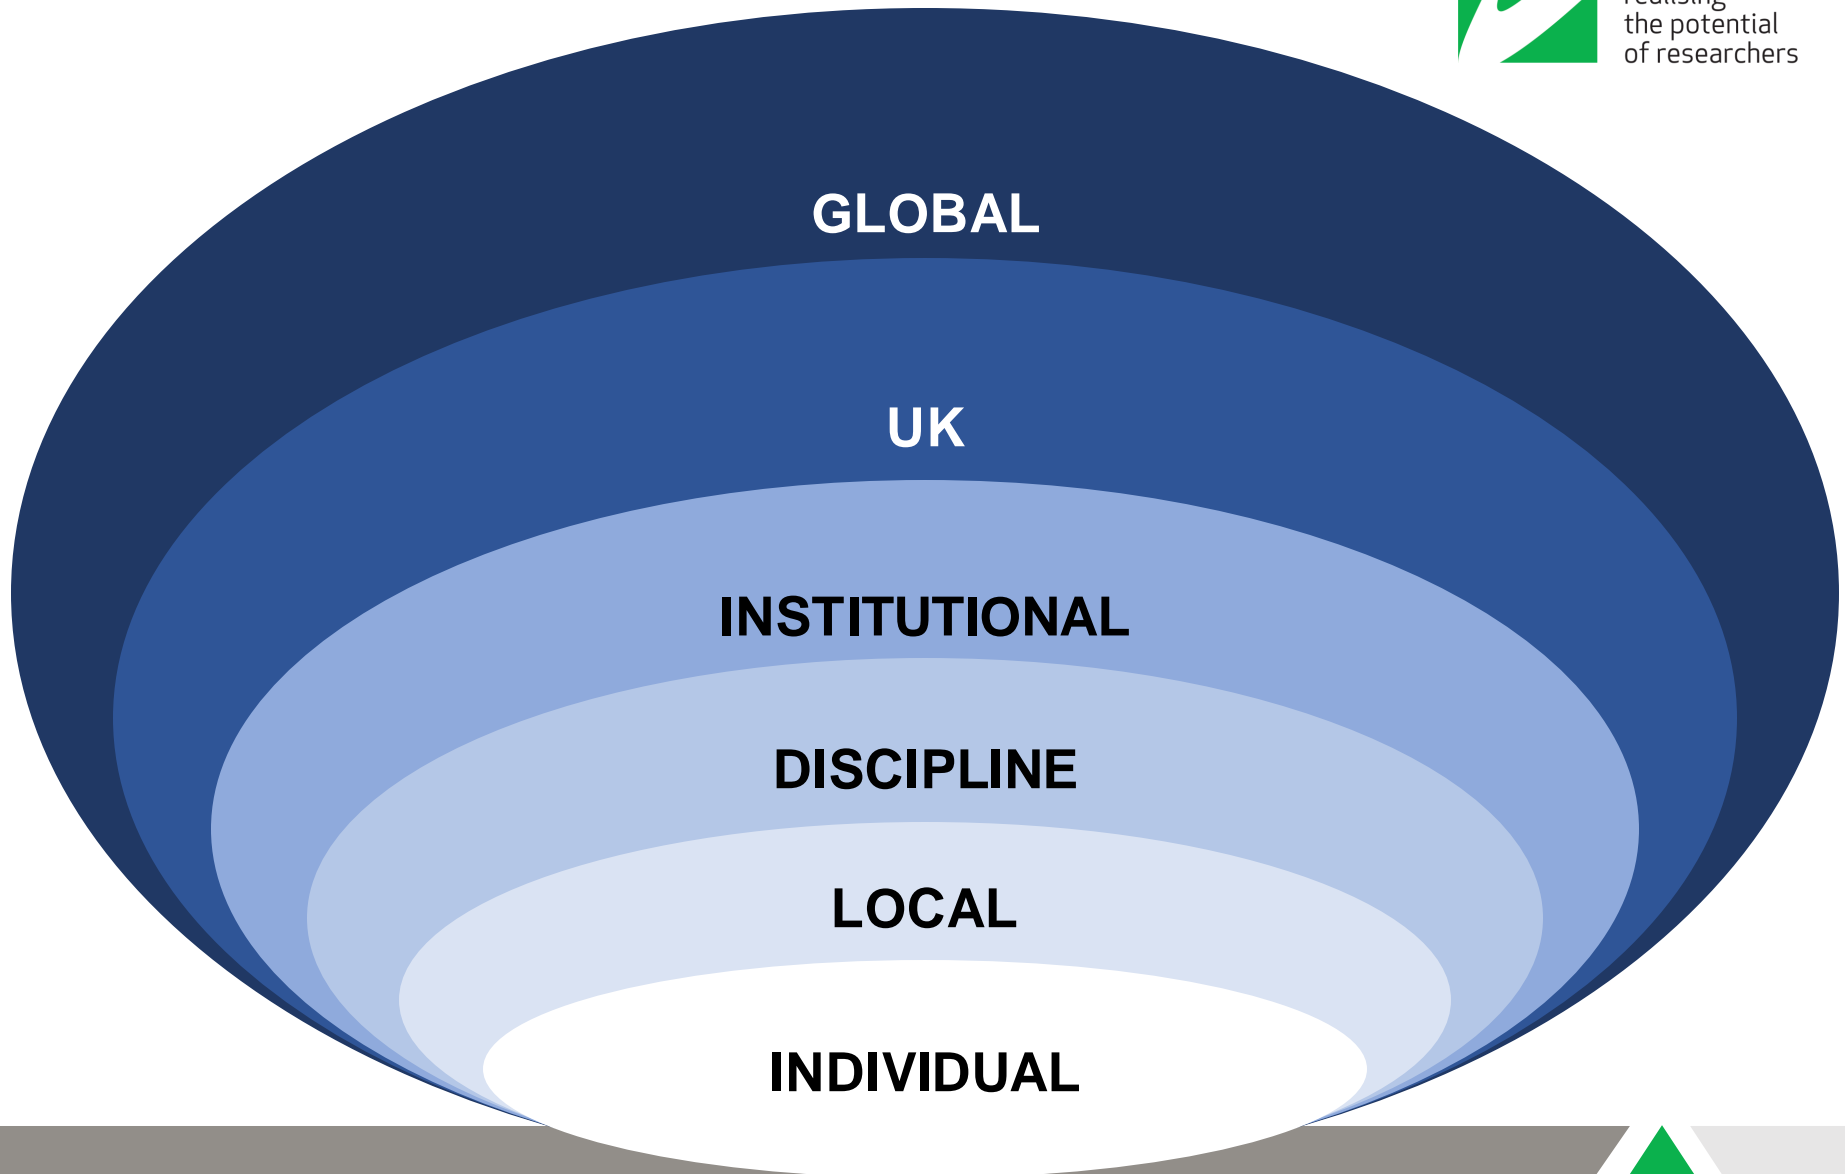 the potential
of researchers
GLOBAL
UK
INSTITUTIONAL
DISCIPLINE
LOCAL
INDIVIDUAL